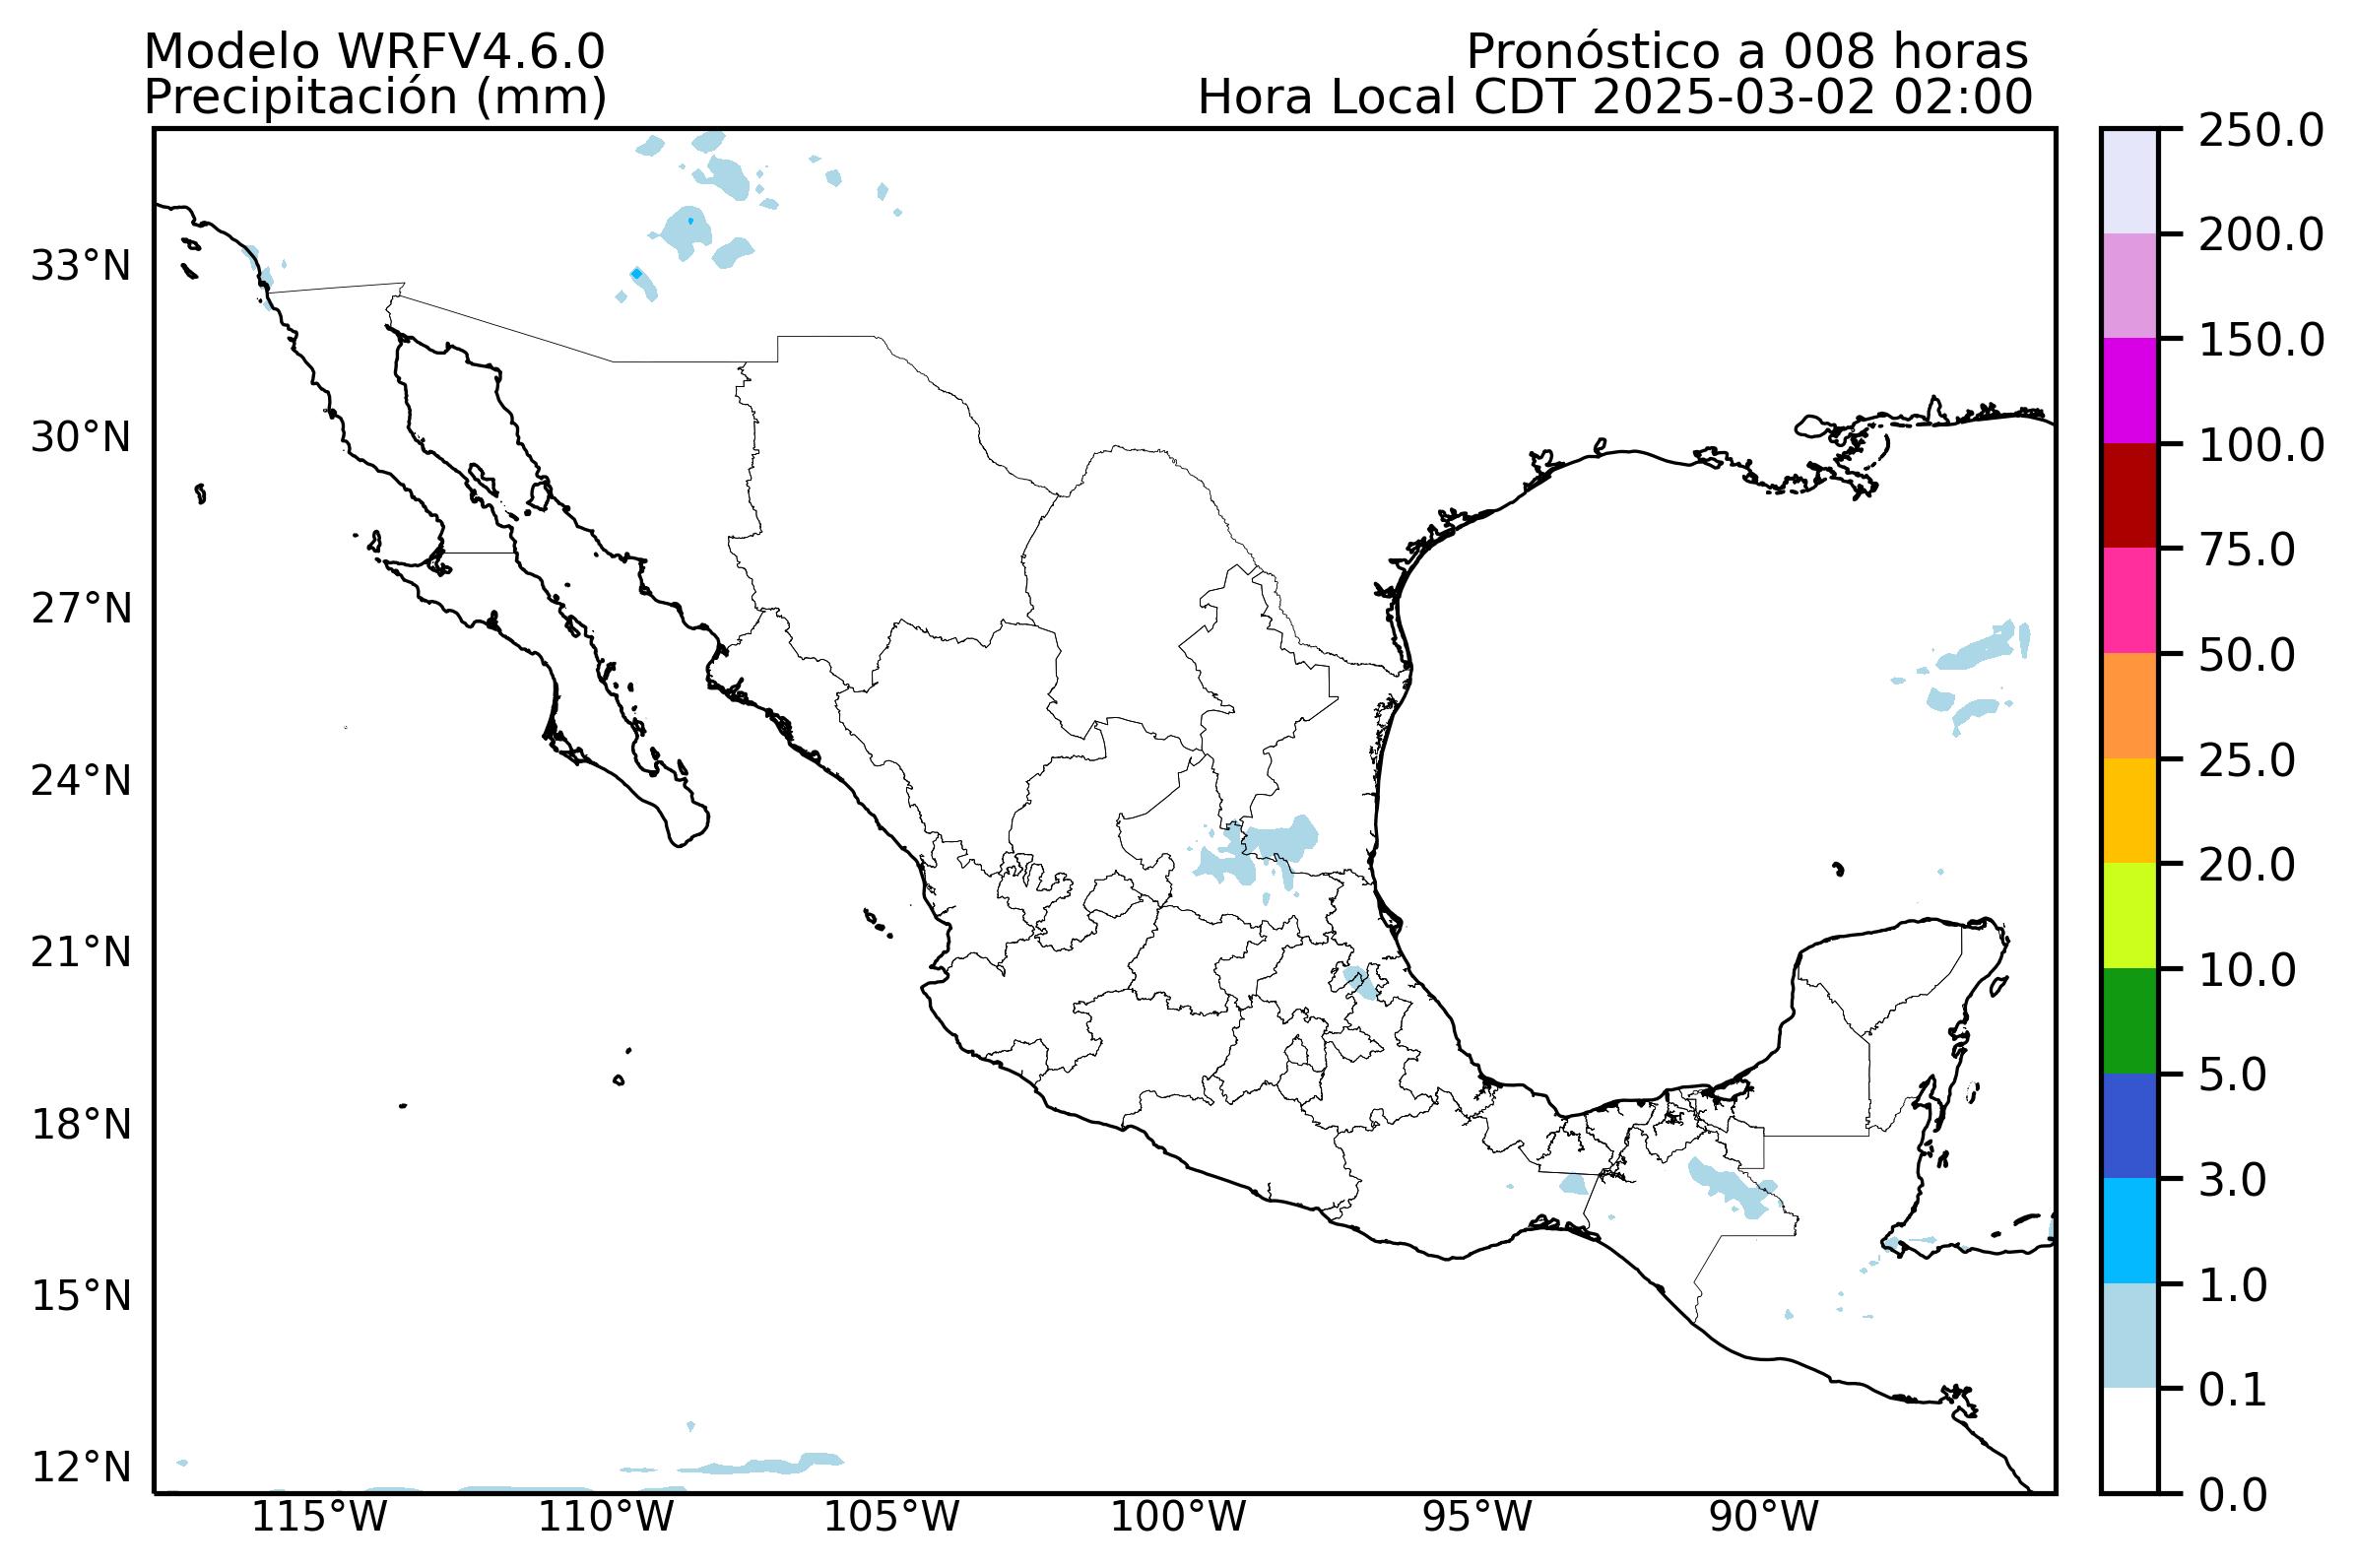 Modelo WRFV4.6.0
Precipitación (mm)
Pronóstico a 008 horas
Hora Local CDT 2025-03-02 02:00
33°N
30°N
27°N
24°N
21°N
18°N
15°N
12°N
115°W
110°W
105°W
100°W
95°W
90°W
250.0
200.0
150.0
100.0
75.0
50.0
25.0
20.0
10.0
5.0
3.0
1.0
0.1
0.0